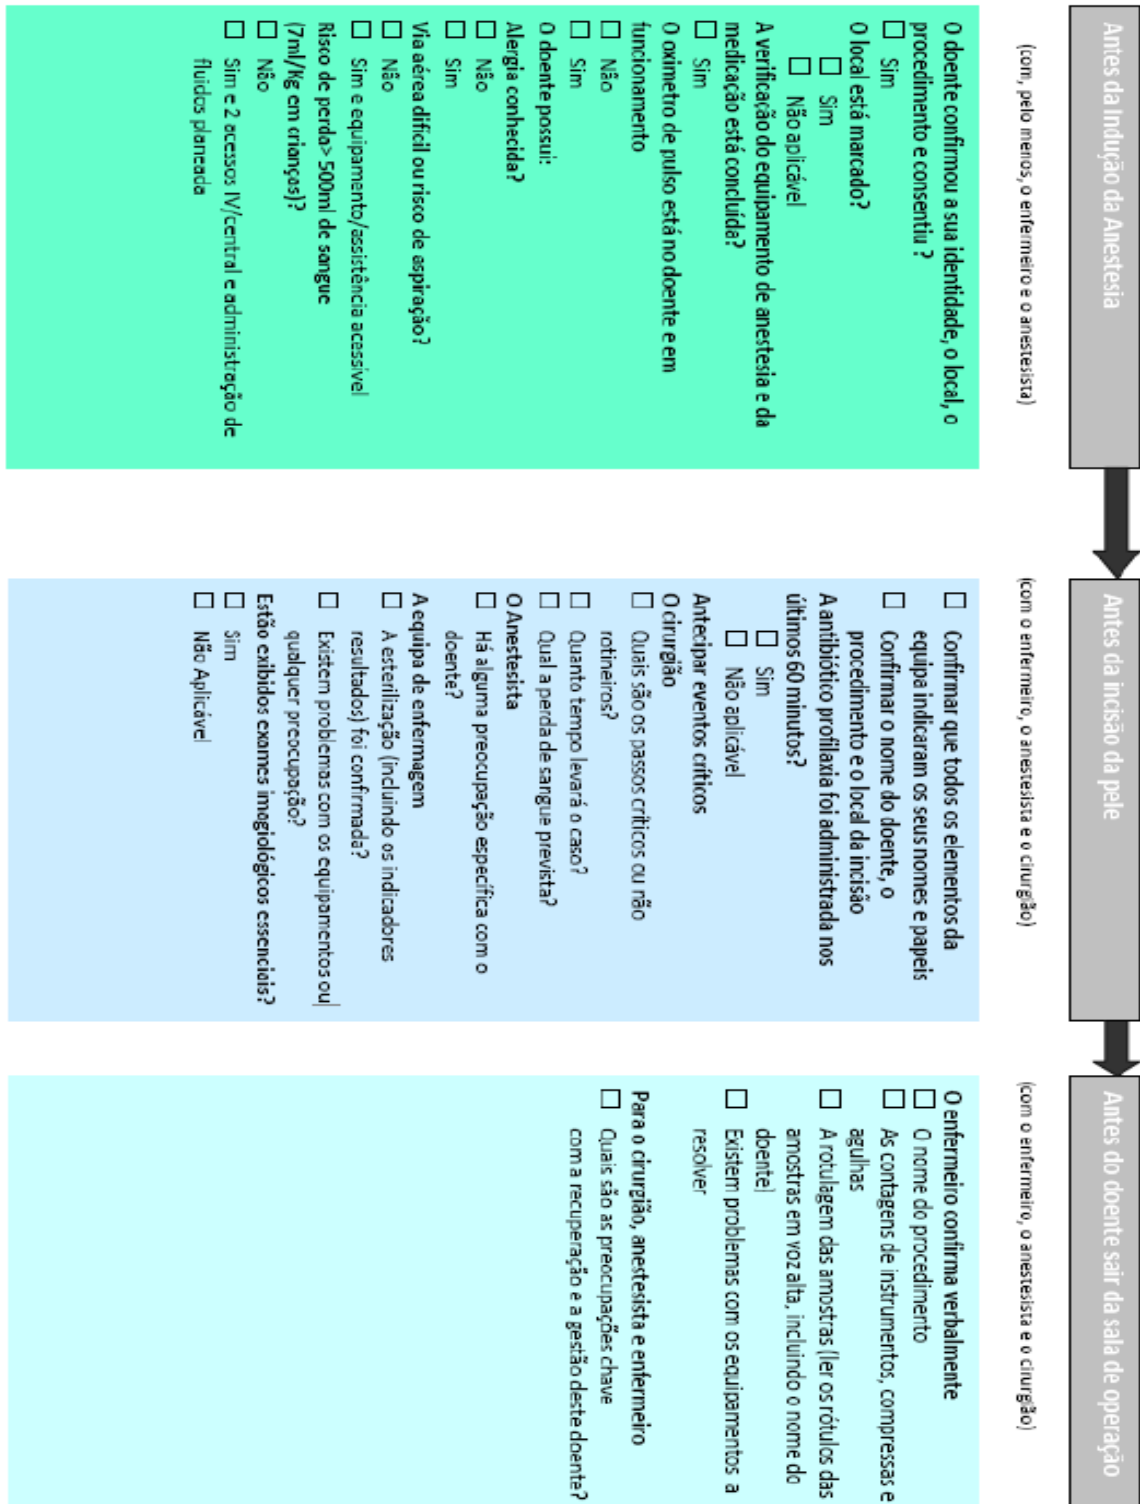 Antes da Indução da Anestesia
(com, pelo menos, o enfermeiro e o anestesista)
O doente confirmou a sua identidade, o local, o
procedimento e consentiu ?
☐ Sim
O local está marcado?
☐ Sim
☐ Não aplicável
A verificação do equipamento de anestesia e da
medicação está concluída?
☐ Sim
O oximetro de pulso está no doente e em
funcionamento
☐ Não
☐ Sim
O doente possui:
Alergia conhecida?
☐ Não
☐ Sim
Via aérea difícil ou risco de aspiração?
☐ Não
☐ Sim e equipamento/assistência acessível
Risco de perda> 500ml de sangue
(7ml/Kg em crianças)?
☐ Não
☐ Sim e 2 acessos IV/central e administração de
fluidos planeada
Antes da incisão da pele
(com o enfermeiro, o anestesista e o cirurgião)
☐ Confirmar que todos os elementos da
equipa indicaram os seus nomes e papeis
☐ Confirmar o nome do doente, o
procedimento e o local da incisão
A antibiótico profilaxia foi administrada nos
últimos 60 minutos?
☐ Sim
☐ Não aplicável
Antecipar eventos críticos
O cirurgião
☐ Quais são os passos críticos ou não
rotineiros?
☐ Quanto tempo levará o caso?
☐ Qual a perda de sangue prevista?
O Anestesista
☐ Há alguma preocupação específica com o
doente?
A equipa de enfermagem
☐ A esterilização (incluindo os indicadores
resultados) foi confirmada?
☐ Existem problemas com os equipamentos ou
qualquer preocupação?
Estão exibidos exames imagiológicos essenciais?
☐ Sim
☐ Não Aplicável
Antes do doente sair da sala de operação
(com o enfermeiro, o anestesista e o cirurgião)
O enfermeiro confirma verbalmente
☐ O nome do procedimento
☐ As contagens de instrumentos, compressas e
agulhas
☐ A rotulagem das amostras (ler os rótulos das
amostras em voz alta, incluindo o nome do
doente)
☐ Existem problemas com os equipamentos a
resolver
Para o cirurgião, anestesista e enfermeiro
☐ Quais são as preocupações chave
com a recuperação e a gestão deste doente?